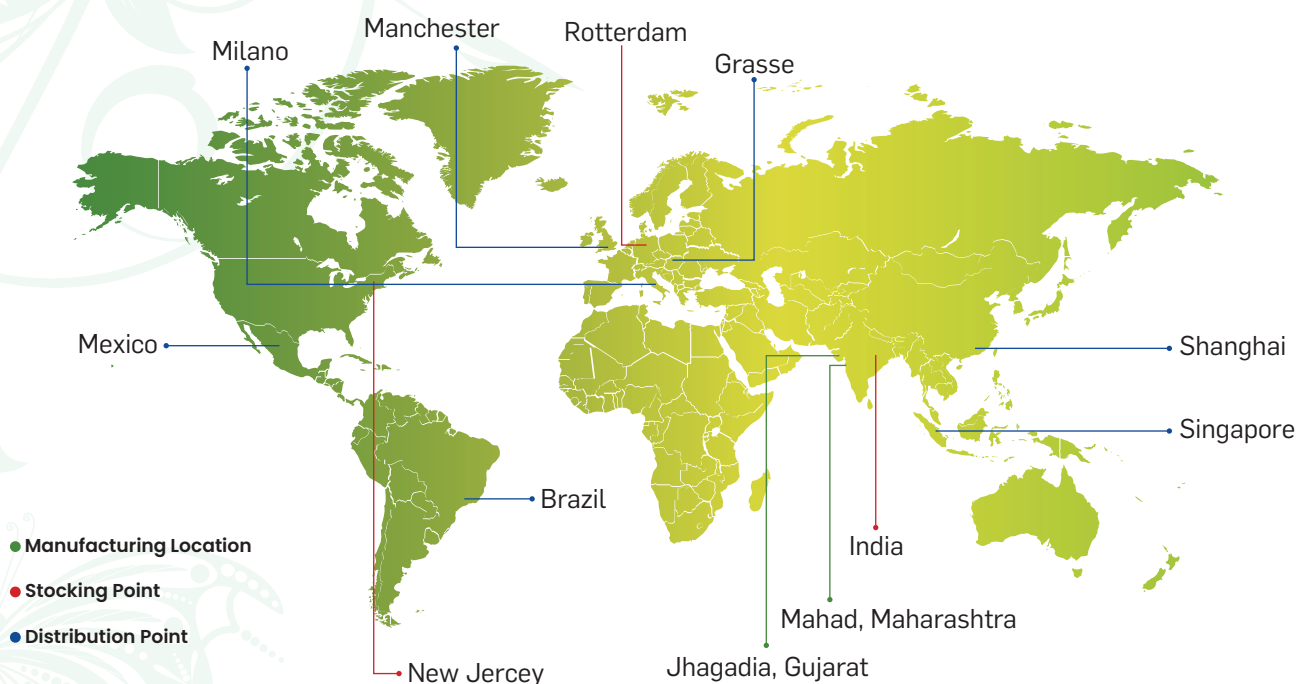 Manchester
Rotterdam
Milano
Grasse
Mexico
Shanghai
Singapore
Brazil
India
Manufacturing Location
Stocking Point
Distribution Point
Mahad, Maharashtra
Jhagadia, Gujarat
New Jercey